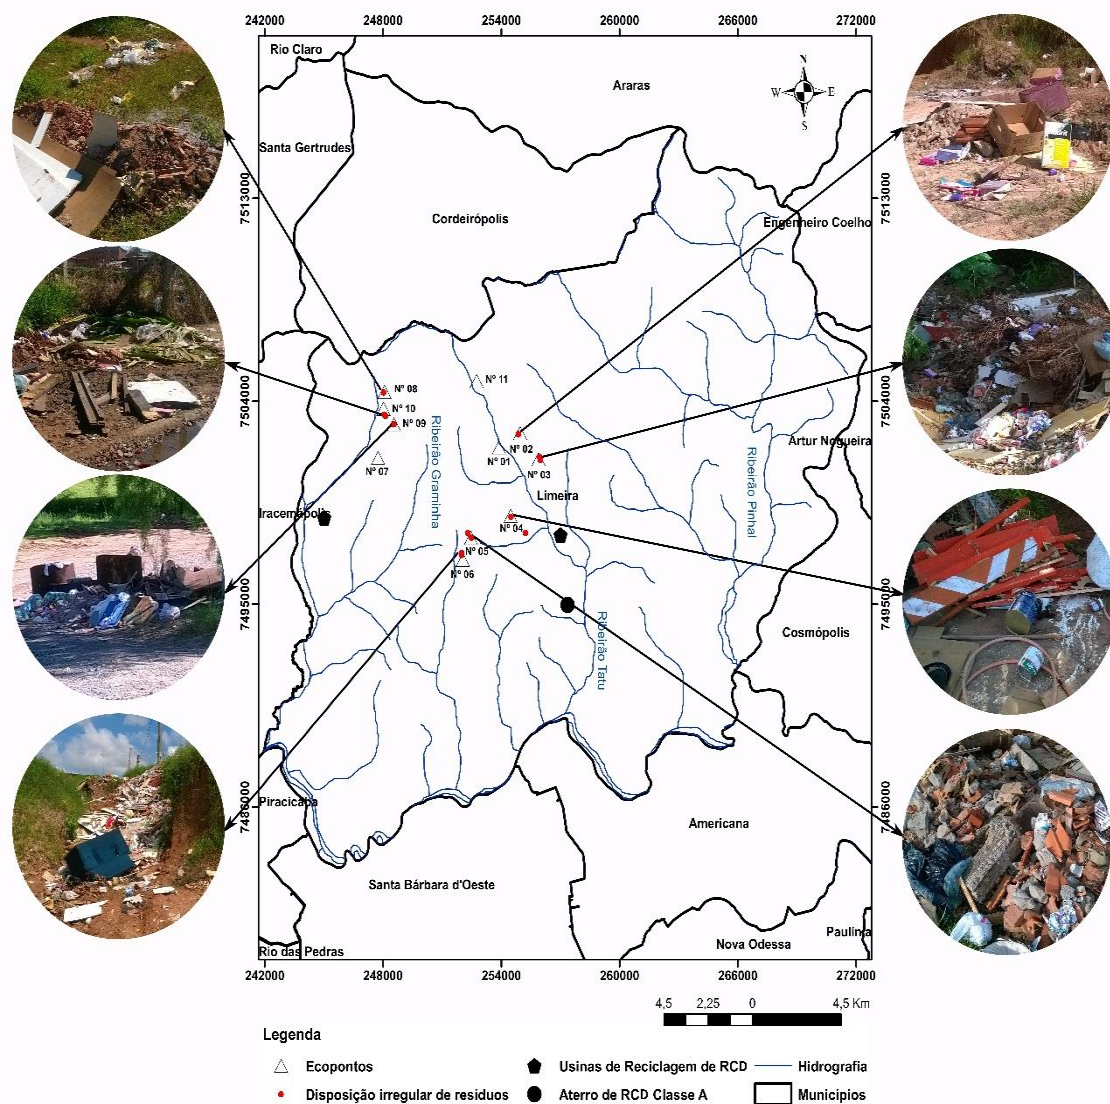 242000 248000 254000 260000 266000 272000
Rio Claro
Araras
N
W E
S
Santa Gertrudes
7513000
7513000
Cordeirópolis
Engenheiro Coelho
Nº 11
Nº 08
7504000
7504000
Nº 10
Nº 09
Ribeirão Graminha
Artur Nogueira
Nº 02
Nº 01
Ribeirão Pinhal
Nº 07
Nº 03
Limeira
Iracemápolis
Nº 04
Nº 05
Nº 06
7495000
7495000
Ribeirão Tatu
Cosmópolis
Piracicaba
7486000
7486000
Americana
Santa Bárbara d'Oeste
Paulínia
Nova Odessa
Rio das Pedras
242000 248000 254000 260000 266000 272000
4,5 2,25 0 4,5 Km
Legenda
Ecopontos
Usinas de Reciclagem de RCD
Hidrografia
Disposição irregular de resíduos
Aterro de RCD Classe A
Municípios